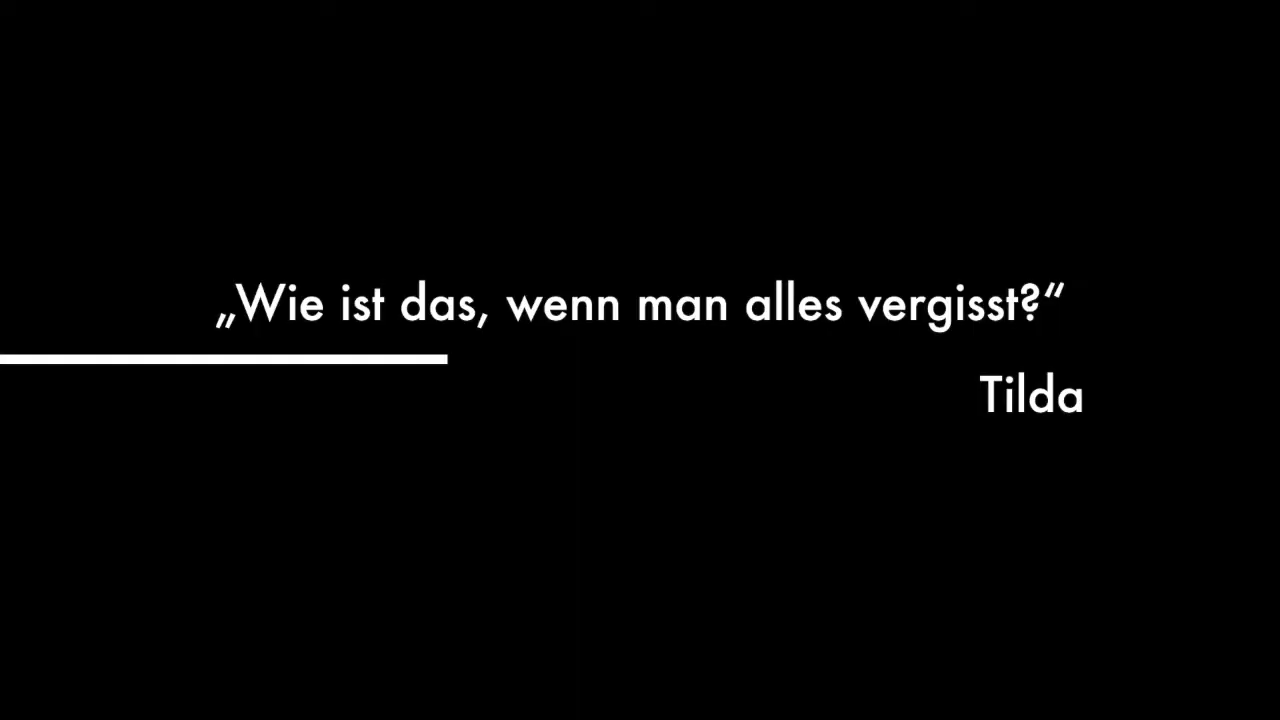 „Wie ist das, wenn man alles vergisst?“
Tilda